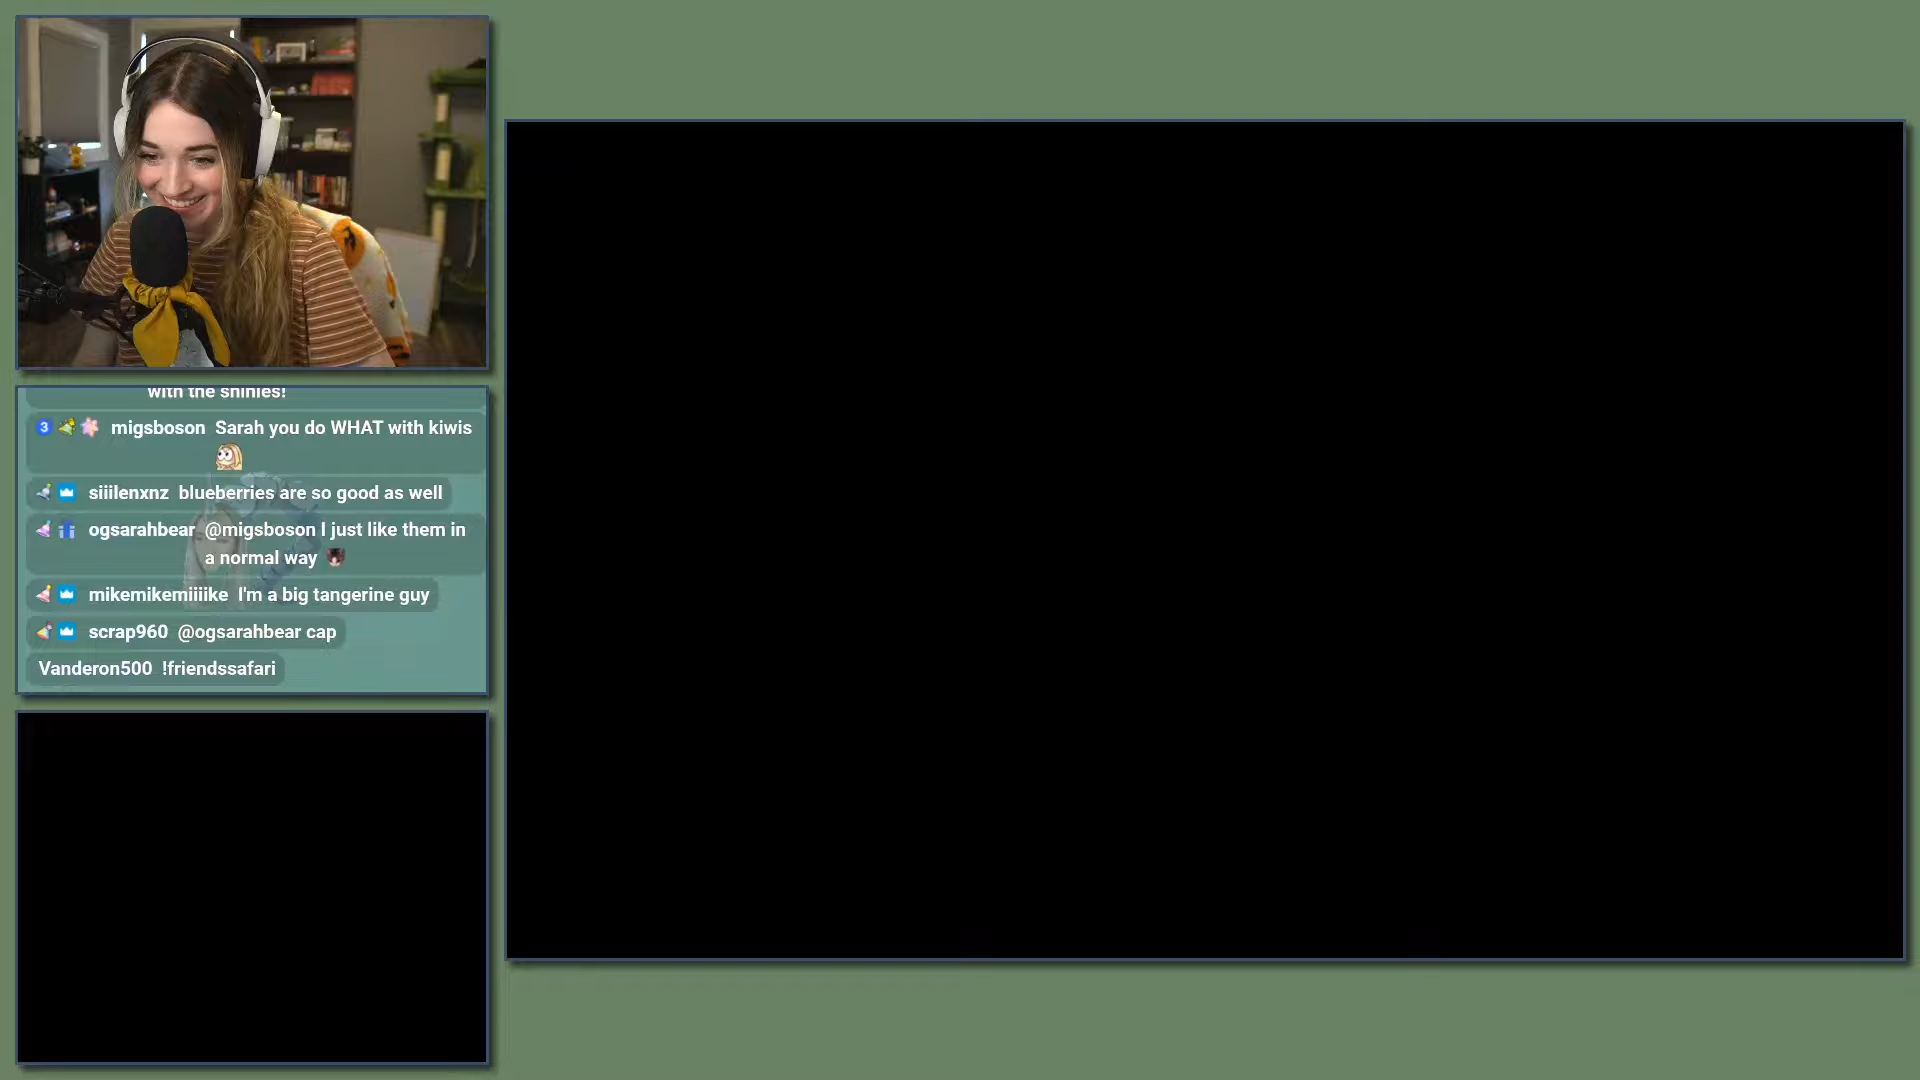 with the shinies!
3 migsboson Sarah you do WHAT with kiwis
siiilenxnz blueberries are so good as well
ogsarahbear @migsboson I just like them in
a normal way
mikemikemiiiike I'm a big tangerine guy
scrap960 @ogsarahbear cap
Vanderon500 !friendssafari